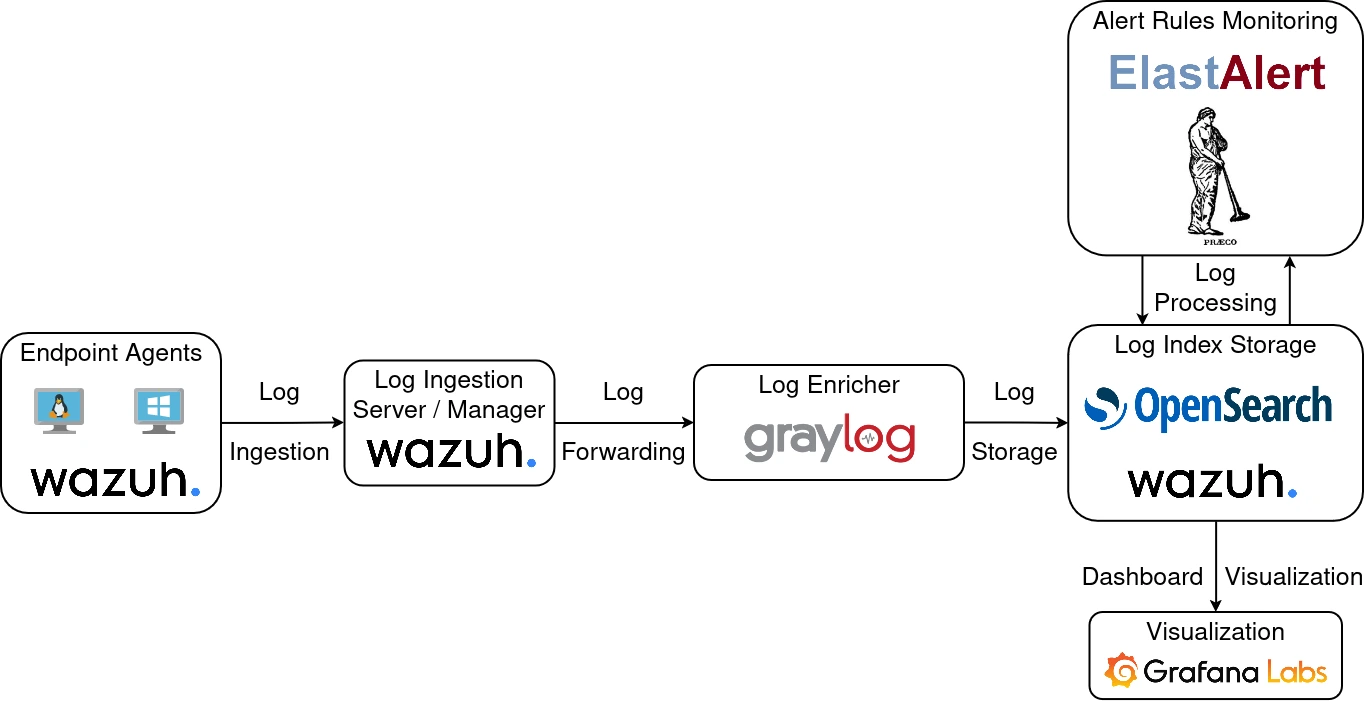 Alert Rules Monitoring
ElastAlert
PRÆCO
Log
Processing
Endpoint Agents
wazuh.
Log
Ingestion
Log Ingestion
Server / Manager
wazuh.
Log
Forwarding
Log Enricher
graylog
Log
Storage
Log Index Storage
OpenSearch
wazuh.
Dashboard Visualization
Visualization
Grafana Labs